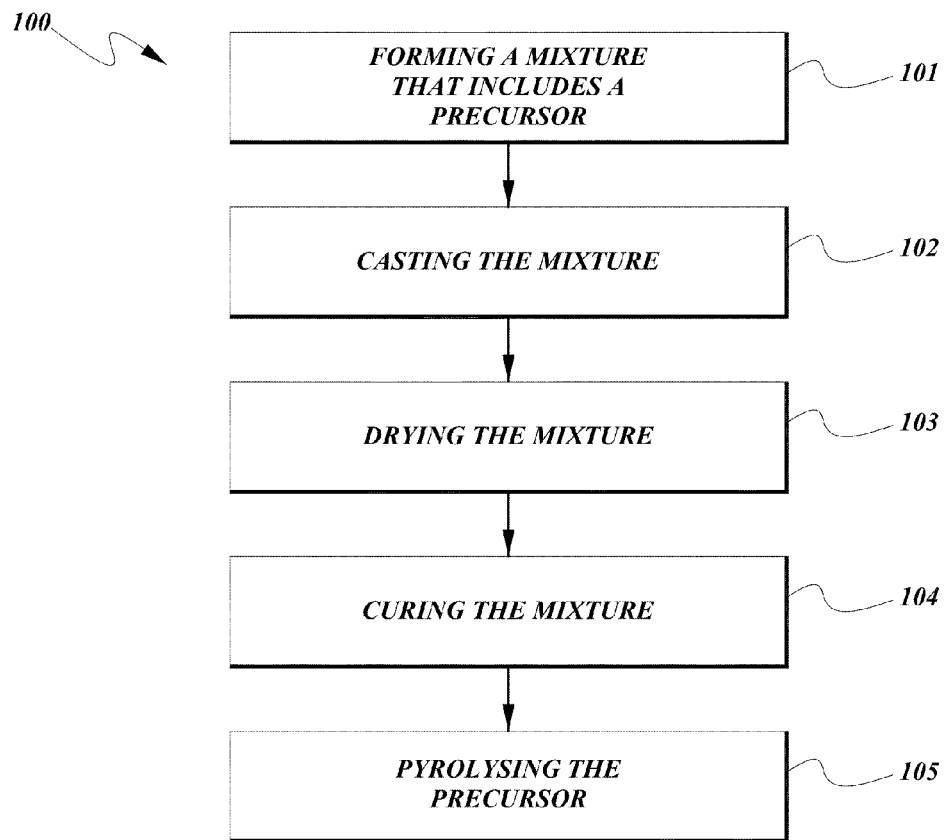 100
FORMING A MIXTURE
THAT INCLUDES A
PRECURSOR
101
CASTING THE MIXTURE
102
DRYING THE MIXTURE
103
CURING THE MIXTURE
104
PYROLYSING THE
PRECURSOR
105